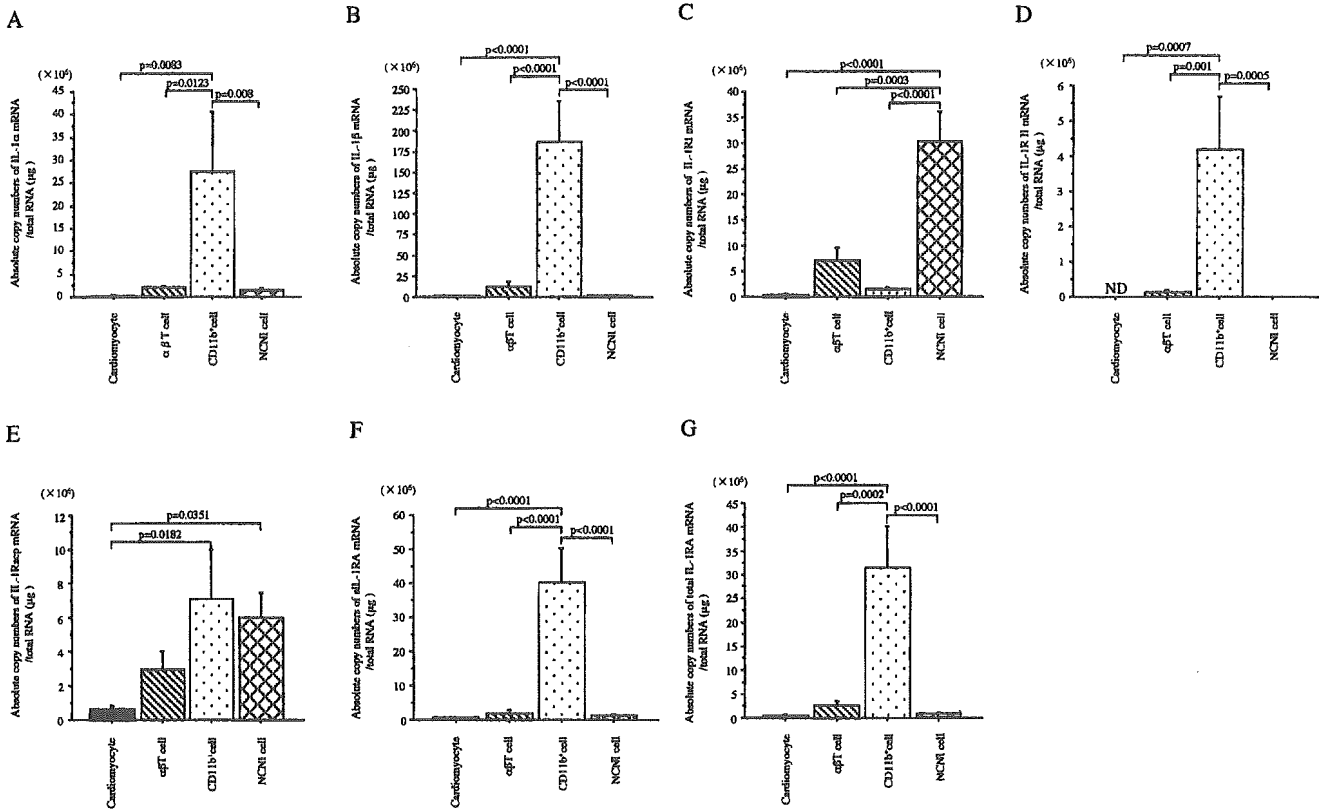 A
(×10⁶)
Absolute copy numbers of IL-1α mRNA
/total RNA (μg)
p=0.0083
p=0.0123
p=0.008
45
40
35
30
25
20
15
10
5
0
Cardiomyocyte
α β T cell
CD11b⁺cell
NCNI cell
B
(×10⁶)
Absolute copy numbers of IL-1β mRNA
/total RNA (μg )
p<0.0001
p<0.0001
p<0.0001
250
225
200
175
150
125
100
75
50
25
0
Cardiomyocyte
αβT cell
CD11b⁺cell
NCNI cell
C
(×10⁶)
Absolute copy numbers of IL-1RI mRNA
/total RNA (μg )
p<0.0001
p=0.0003
p<0.0001
40
35
30
25
20
15
10
5
0
Cardiomyocyte
αβT cell
CD11b⁺cell
NCNI cell
D
(×10⁶)
Absolute copy numbers of IL-1R II mRNA
/total RNA (μg )
p=0.0007
p=0.001
p=0.0005
6
5
4
3
2
1
0
ND
Cardiomyocyte
αβT cell
CD11b⁺cell
NCNI cell
E
(×10⁶)
Absolute copy numbers of IL-1Racp mRNA
/total RNA (μg )
p=0.0351
p=0.0182
12
10
8
6
4
2
0
Cardiomyocyte
αβT cell
CD11b⁺cell
NCNI cell
F
(×10⁶)
Absolute copy numbers of sIL-1RA mRNA
/total RNA (μg )
p<0.0001
p<0.0001
p<0.0001
60
50
40
30
20
10
0
Cardiomyocyte
αβT cell
CD11b⁺cell
NCNI cell
G
(×10⁶)
Absolute copy numbers of total IL-1RA mRNA
/total RNA (μg )
p<0.0001
p=0.0002
p<0.0001
45
40
35
30
25
20
15
10
5
0
Cardiomyocyte
αβT cell
CD11b⁺cell
NCNI cell